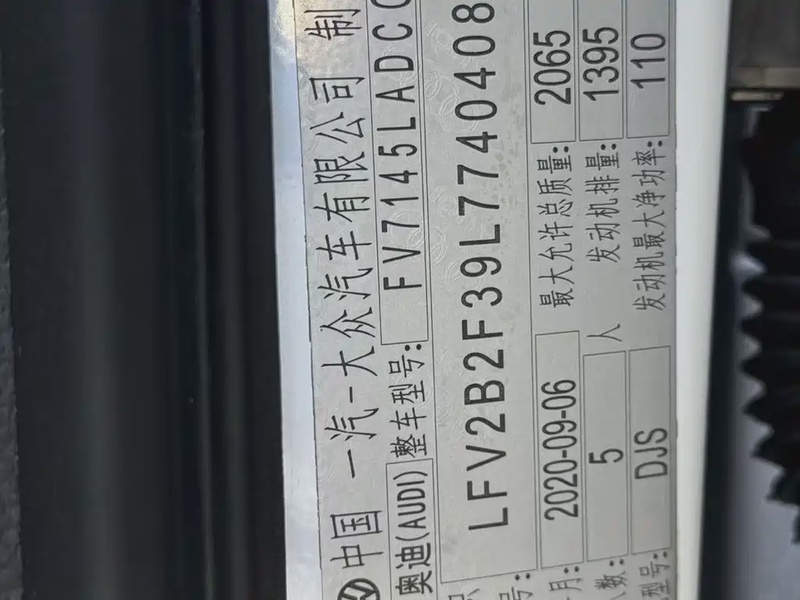 中国 一汽-大众汽车有限公司 制
奥迪(AUDI) 整车型号: FV7145LADC
LFV2B2F39L7740408
月: 2020-09-06 最大允许总质量: 2065
数: 5 人 发动机排量: 1395
型号: DJS 发动机最大净功率: 110